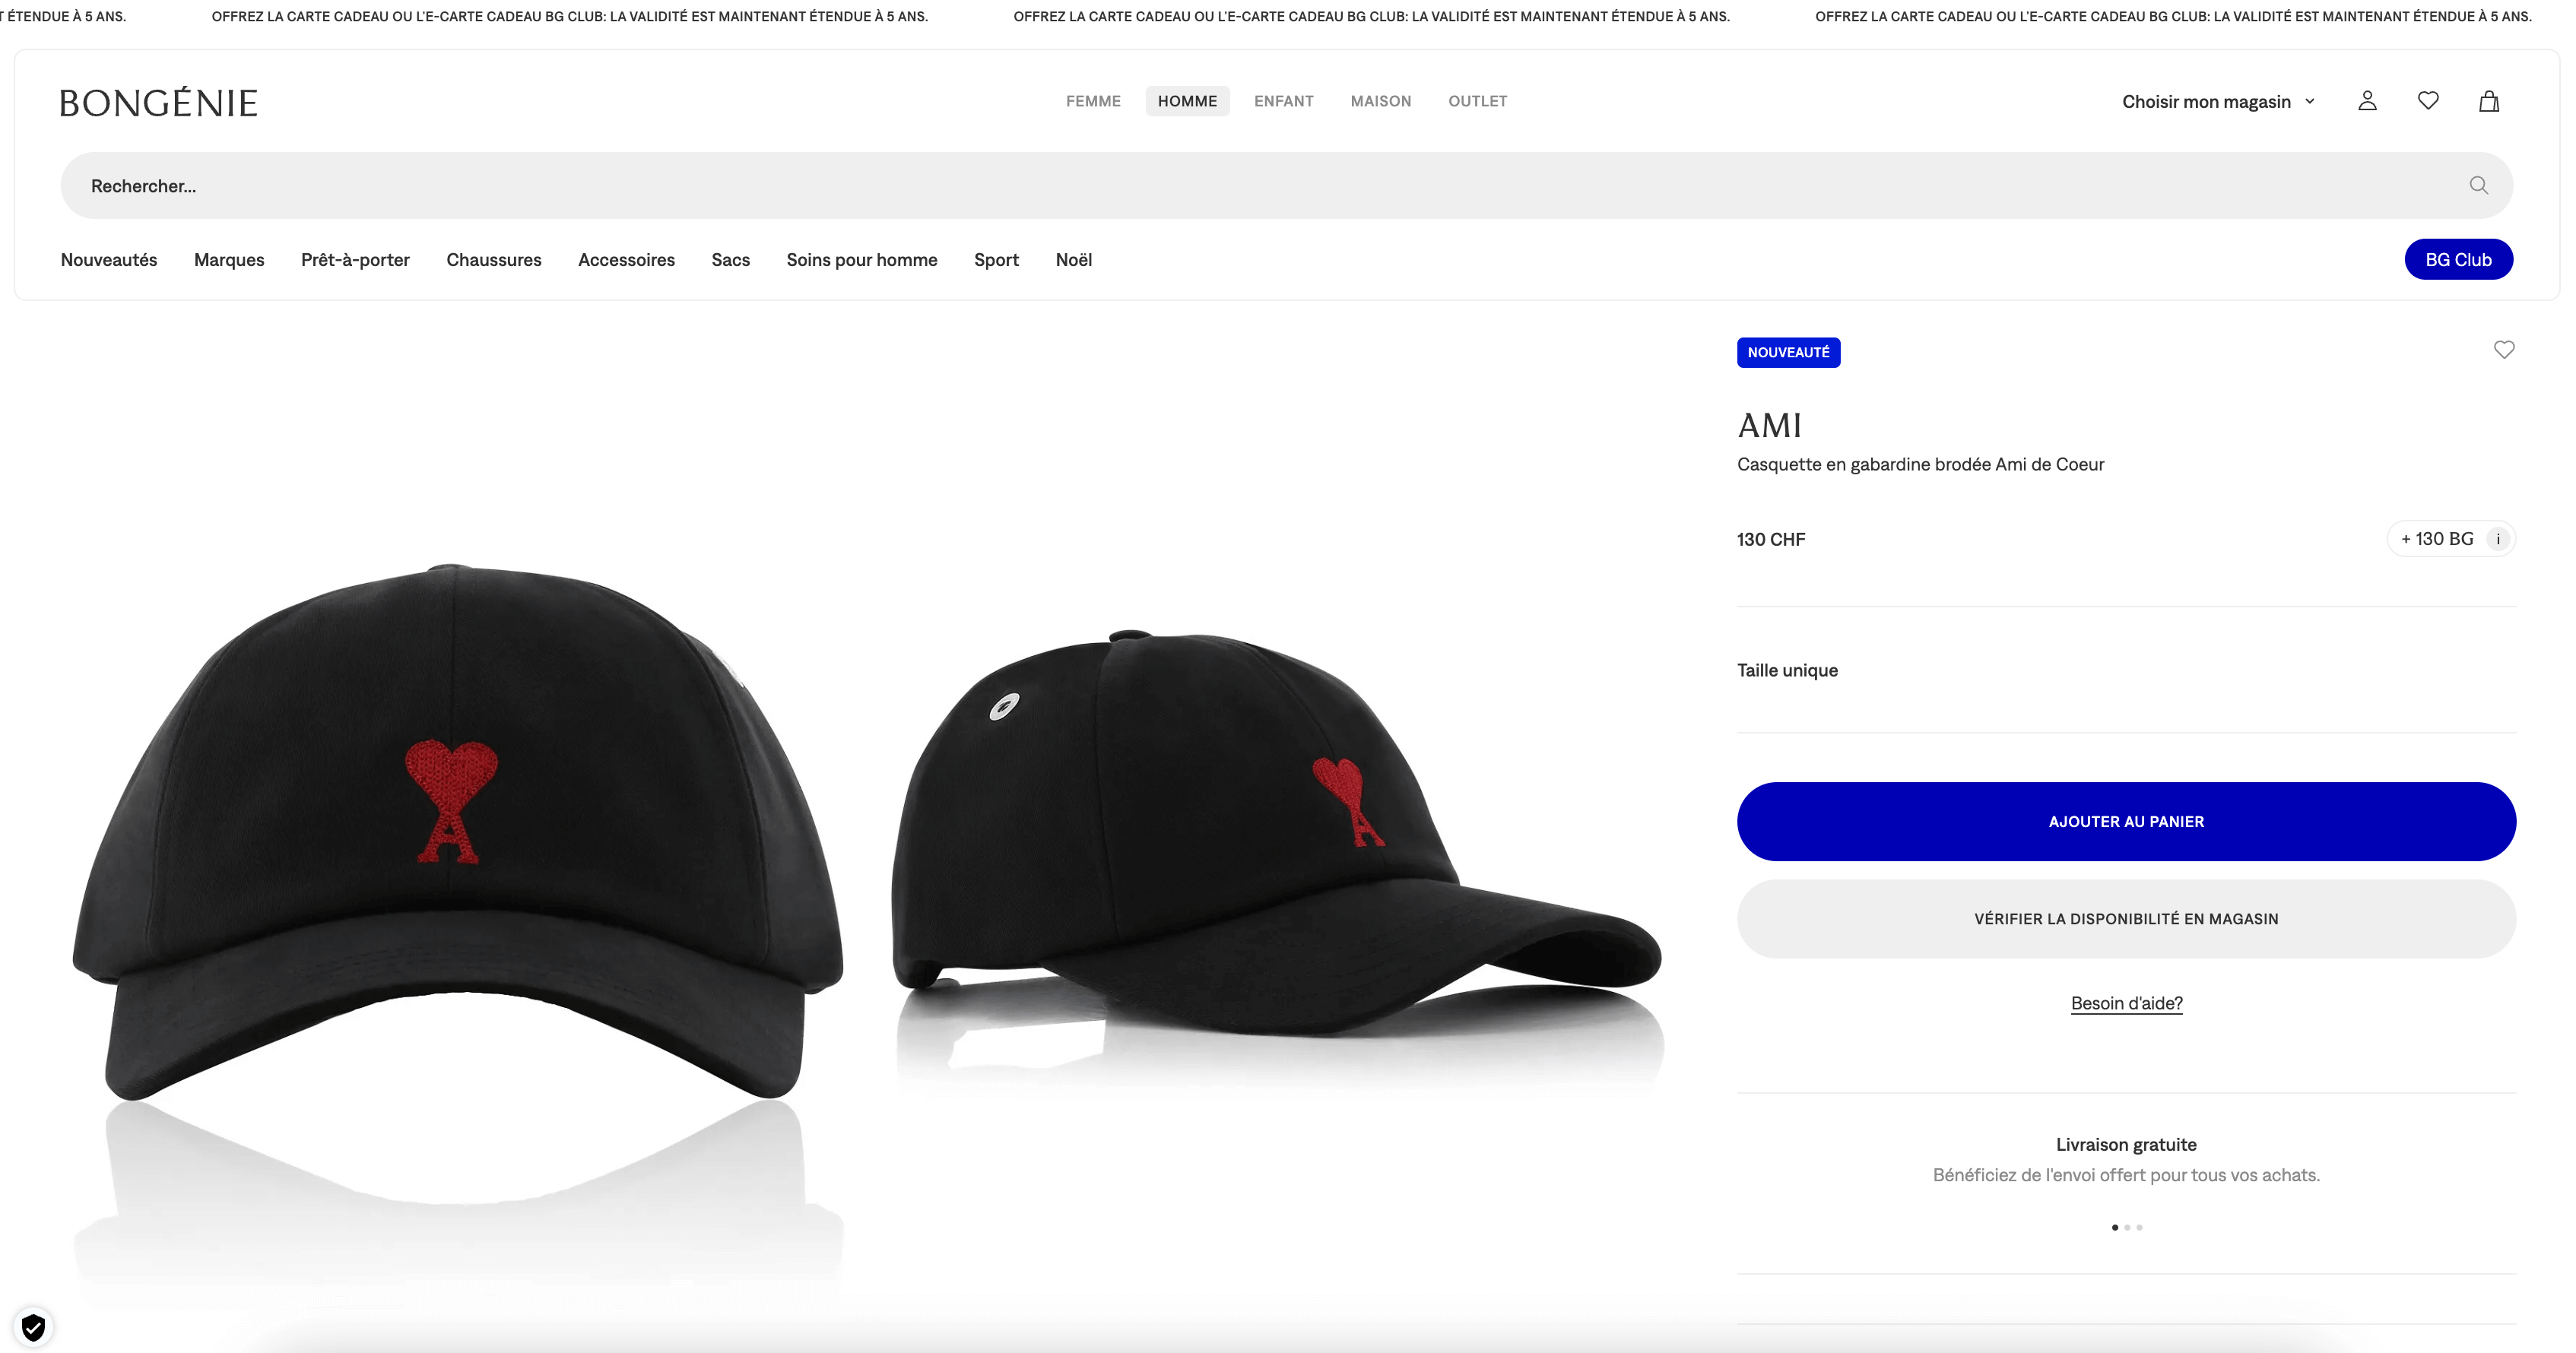 T ÉTENDUE À 5 ANS. OFFREZ LA CARTE CADEAU OU L'E-CARTE CADEAU BG CLUB: LA VALIDITÉ EST MAINTENANT ÉTENDUE À 5 ANS. OFFREZ LA CARTE CADEAU OU L'E-CARTE CADEAU BG CLUB: LA VALIDITÉ EST MAINTENANT ÉTENDUE À 5 ANS. OFFREZ LA CARTE CADEAU OU L'E-CARTE CADEAU BG CLUB: LA VALIDITÉ EST MAINTENANT ÉTENDUE À 5 ANS.
BONGÉNIE
FEMME HOMME ENFANT MAISON OUTLET
Choisir mon magasin
Rechercher...
Nouveautés Marques Prêt-à-porter Chaussures Accessoires Sacs Soins pour homme Sport Noël
BG Club
NOUVEAUTÉ
AMI
Casquette en gabardine brodée Ami de Coeur
130 CHF
+ 130 BG i
Taille unique
AJOUTER AU PANIER
VÉRIFIER LA DISPONIBILITÉ EN MAGASIN
Besoin d'aide?
Livraison gratuite
Bénéficiez de l'envoi offert pour tous vos achats.
A
A